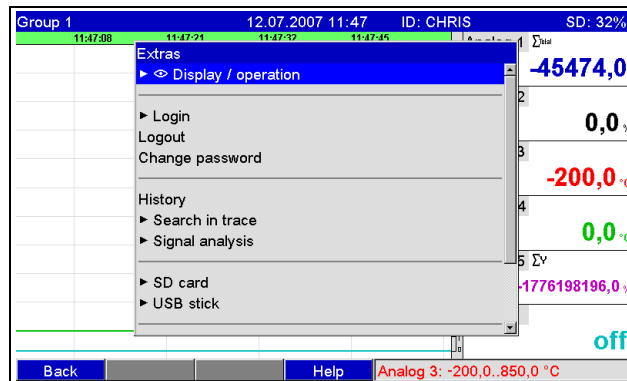 Group 1 12.07.2007 11:47 ID: CHRIS SD: 32%
11:47:08 11:47:21 11:47:32 11:47:45
1 ΣTotal
-45474,0
Extras
Display / operation
2
0,0 %
Login
Logout
Change password
3
-200,0 °C
History
Search in trace
Signal analysis
4
0,0 °C
5 ΣY
-1776198196,0
SD card
USB stick
off
Back Help Analog 3: -200,0..850,0 °C